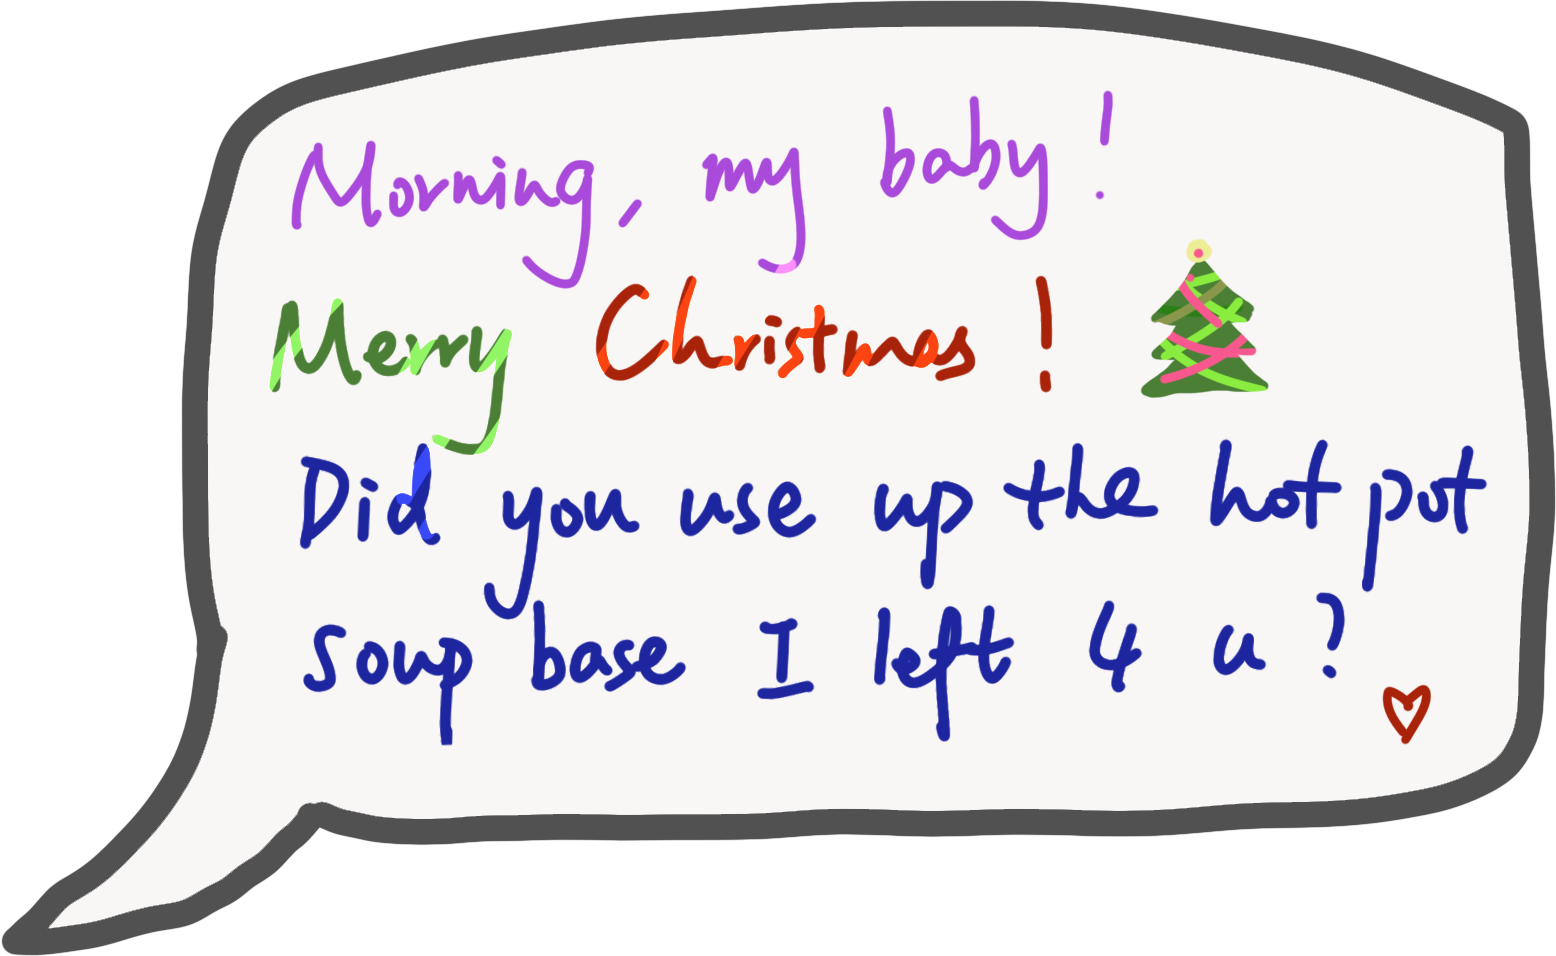 Morning, my baby!
Merry Christmas!
Did you use up the hot pot
soup base I left 4 u?